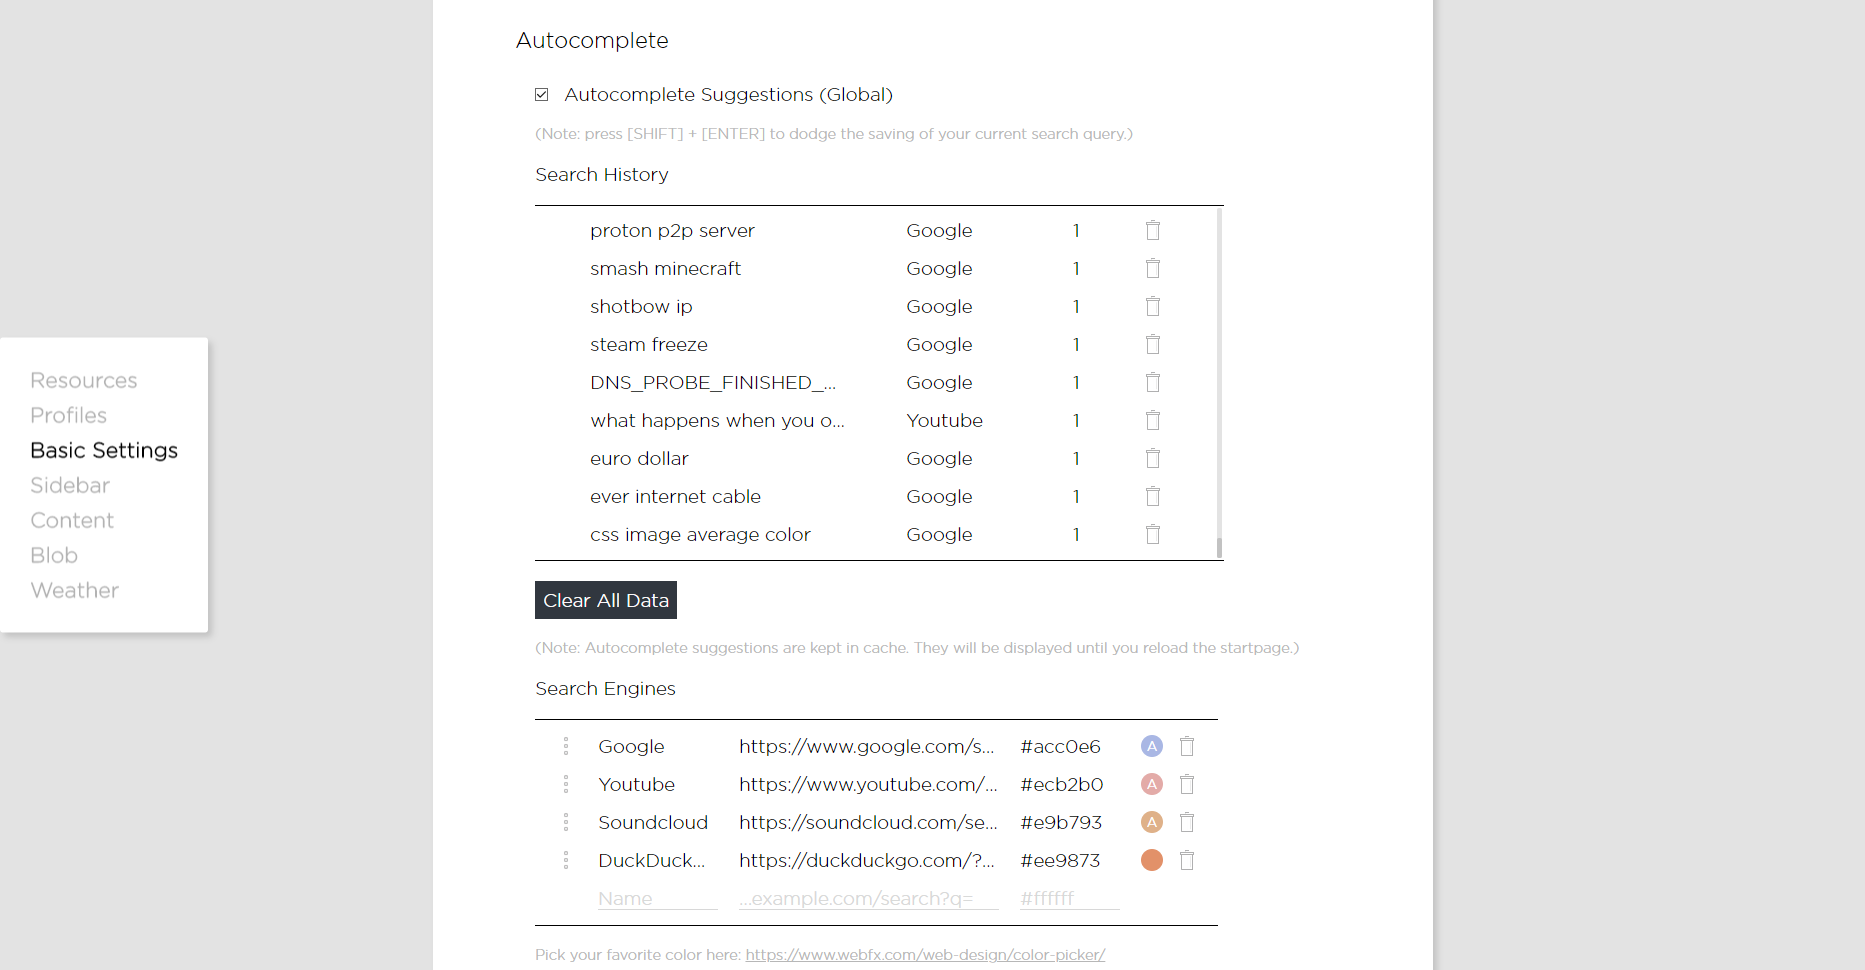 Autocomplete
Autocomplete Suggestions (Global)
(Note: press [SHIFT] + [ENTER] to dodge the saving of your current search query.)
Search History
proton p2p server Google 1
smash minecraft Google 1
shotbow ip Google 1
steam freeze Google 1
DNS_PROBE_FINISHED_... Google 1
what happens when you o... Youtube 1
euro dollar Google 1
ever internet cable Google 1
css image average color Google 1
Resources
Profiles
Basic Settings
Sidebar
Content
Blob
Weather
Clear All Data
(Note: Autocomplete suggestions are kept in cache. They will be displayed until you reload the startpage.)
Search Engines
Google https://www.google.com/s... #acc0e6 A
Youtube https://www.youtube.com/... #ecb2b0 A
Soundcloud https://soundcloud.com/se... #e9b793 A
DuckDuck... https://duckduckgo.com/?... #ee9873
Name ...example.com/search?q= #ffffff
Pick your favorite color here: https://www.webfx.com/web-design/color-picker/